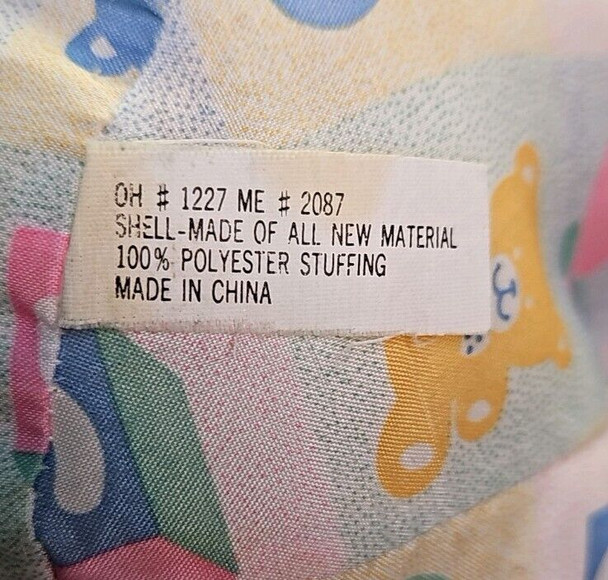 OH # 1227 ME # 2087
SHELL-MADE OF ALL NEW MATERIAL
100% POLYESTER STUFFING
MADE IN CHINA